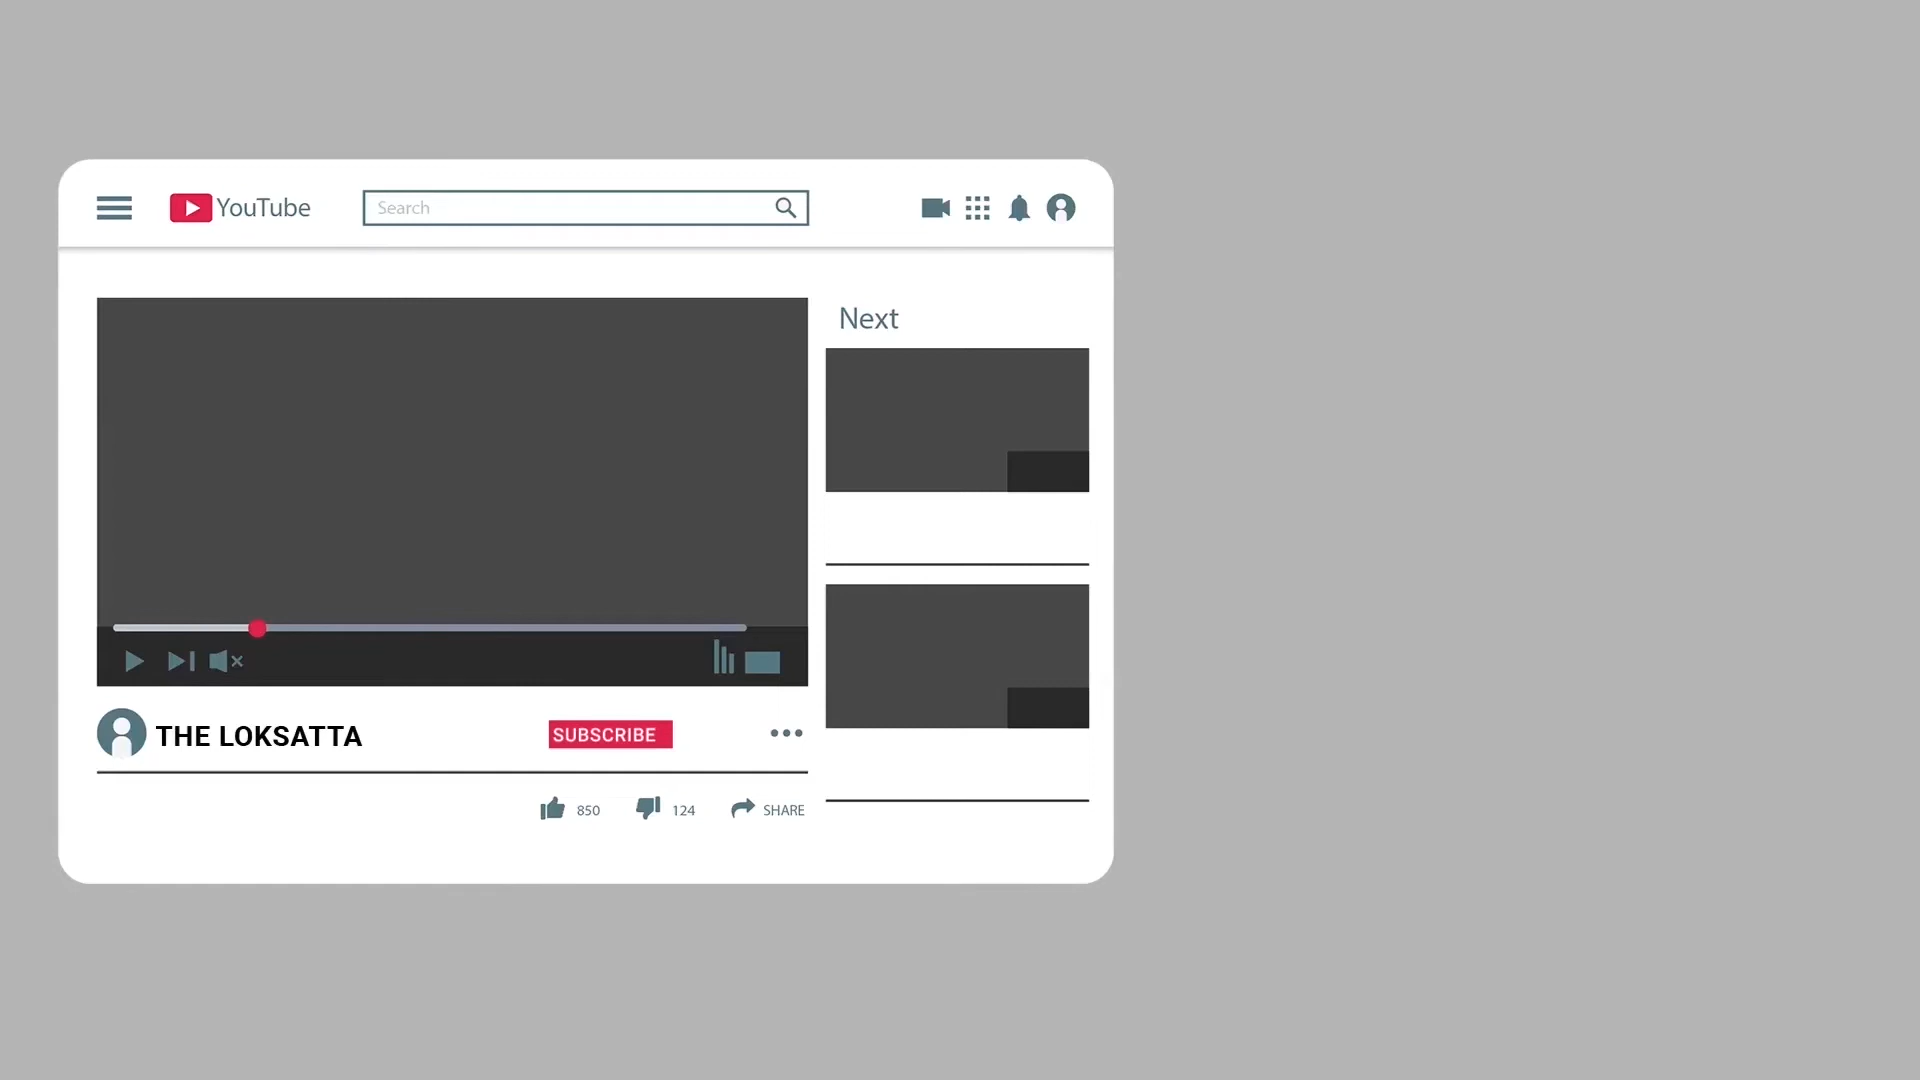 YouTube
Search
Next
THE LOKSATTA
SUBSCRIBE
850
124
SHARE